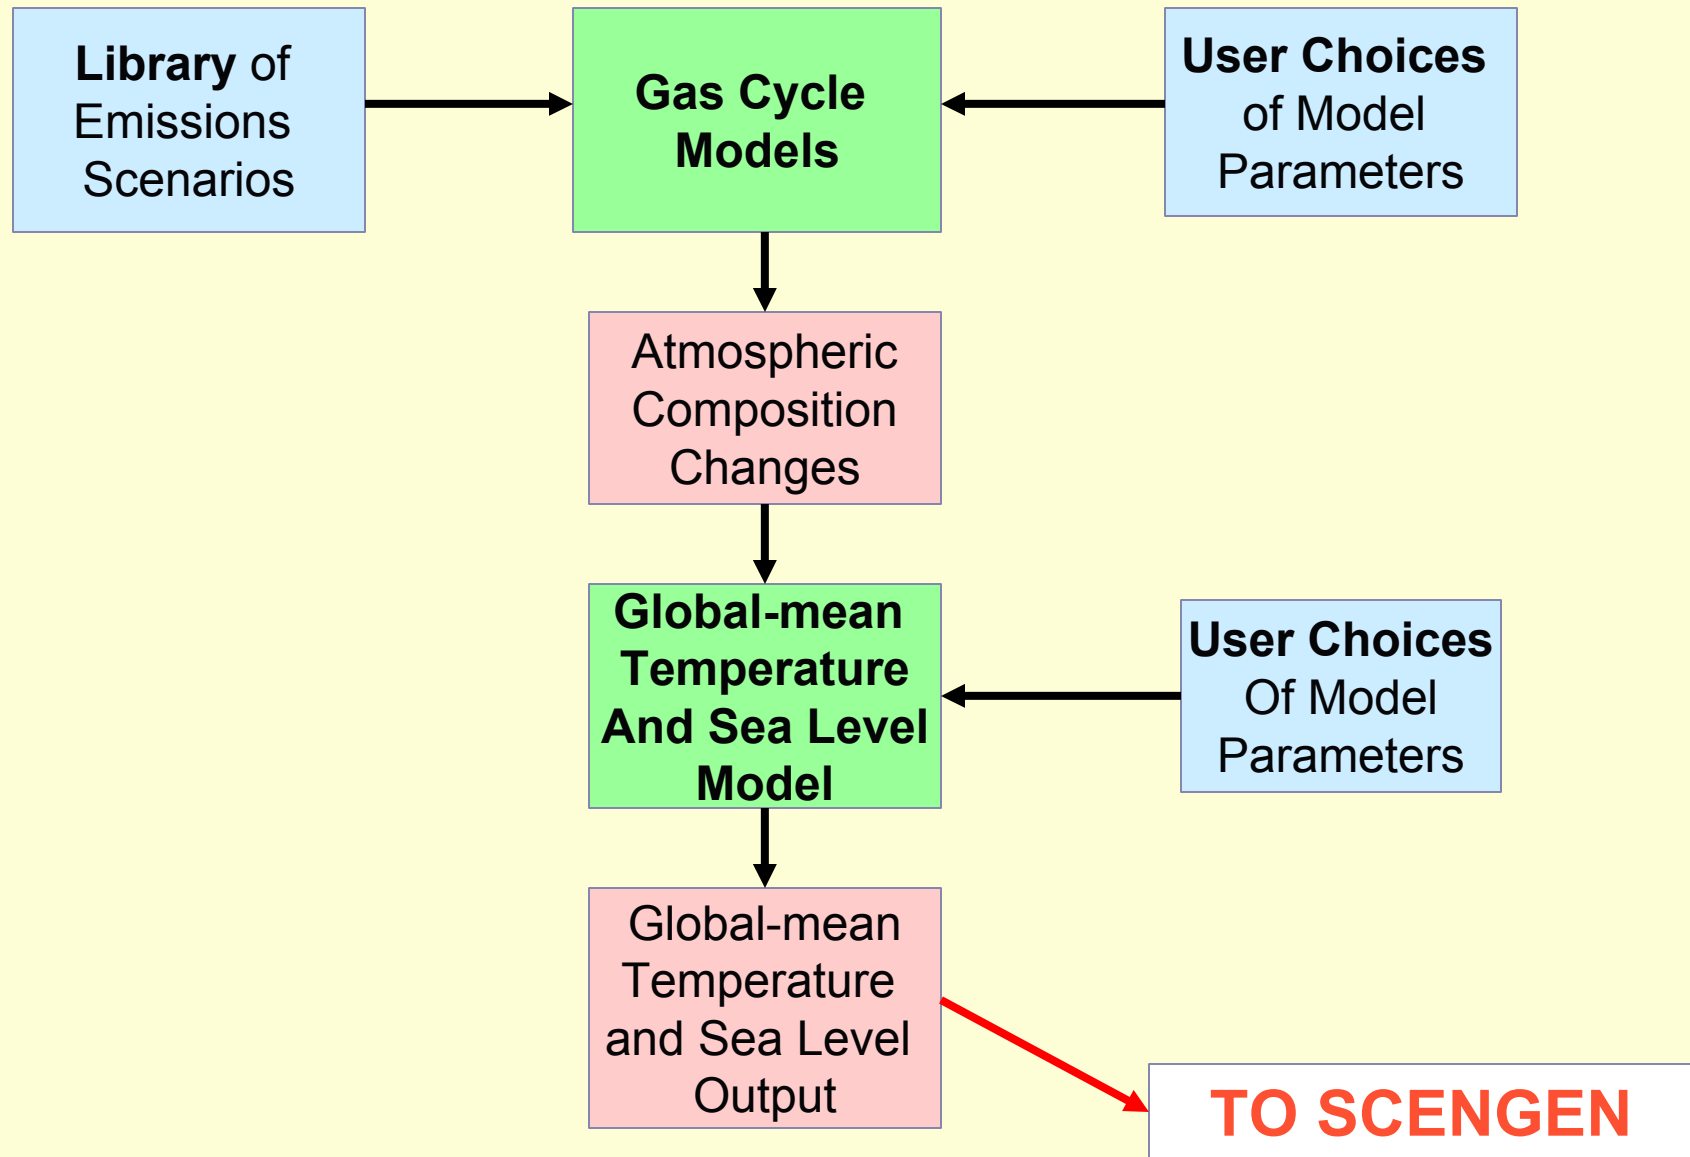 Library of
Emissions
Scenarios
Gas Cycle
Models
User Choices
of Model
Parameters
Atmospheric
Composition
Changes
Global-mean
Temperature
And Sea Level
Model
User Choices
Of Model
Parameters
Global-mean
Temperature
and Sea Level
Output
TO SCENGEN